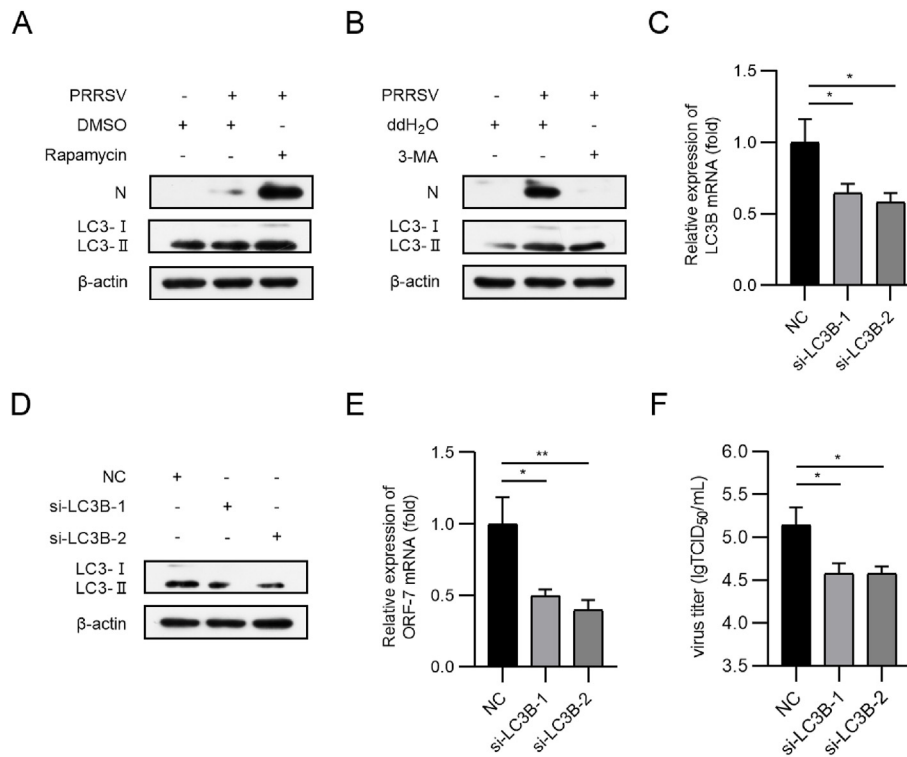 A
PRRSV - + +
DMSO + + -
Rapamycin - - +
N
LC3-Ⅰ
LC3-Ⅱ
β-actin
B
PRRSV - + +
ddH₂O + + -
3-MA - - +
N
LC3-Ⅰ
LC3-Ⅱ
β-actin
C
Relative expression of
LC3B mRNA (fold)
1.5
1.0
0.5
0.0
*
*
NC
si-LC3B-1
si-LC3B-2
D
NC + - -
si-LC3B-1 - + -
si-LC3B-2 - - +
LC3-Ⅰ
LC3-Ⅱ
β-actin
E
Relative expression of
ORF-7 mRNA (fold)
1.5
1.0
0.5
0.0
**
*
NC
si-LC3B-1
si-LC3B-2
F
virus titer (lgTCID₅₀/mL)
6.0
5.5
5.0
4.5
4.0
3.5
*
*
NC
si-LC3B-1
si-LC3B-2